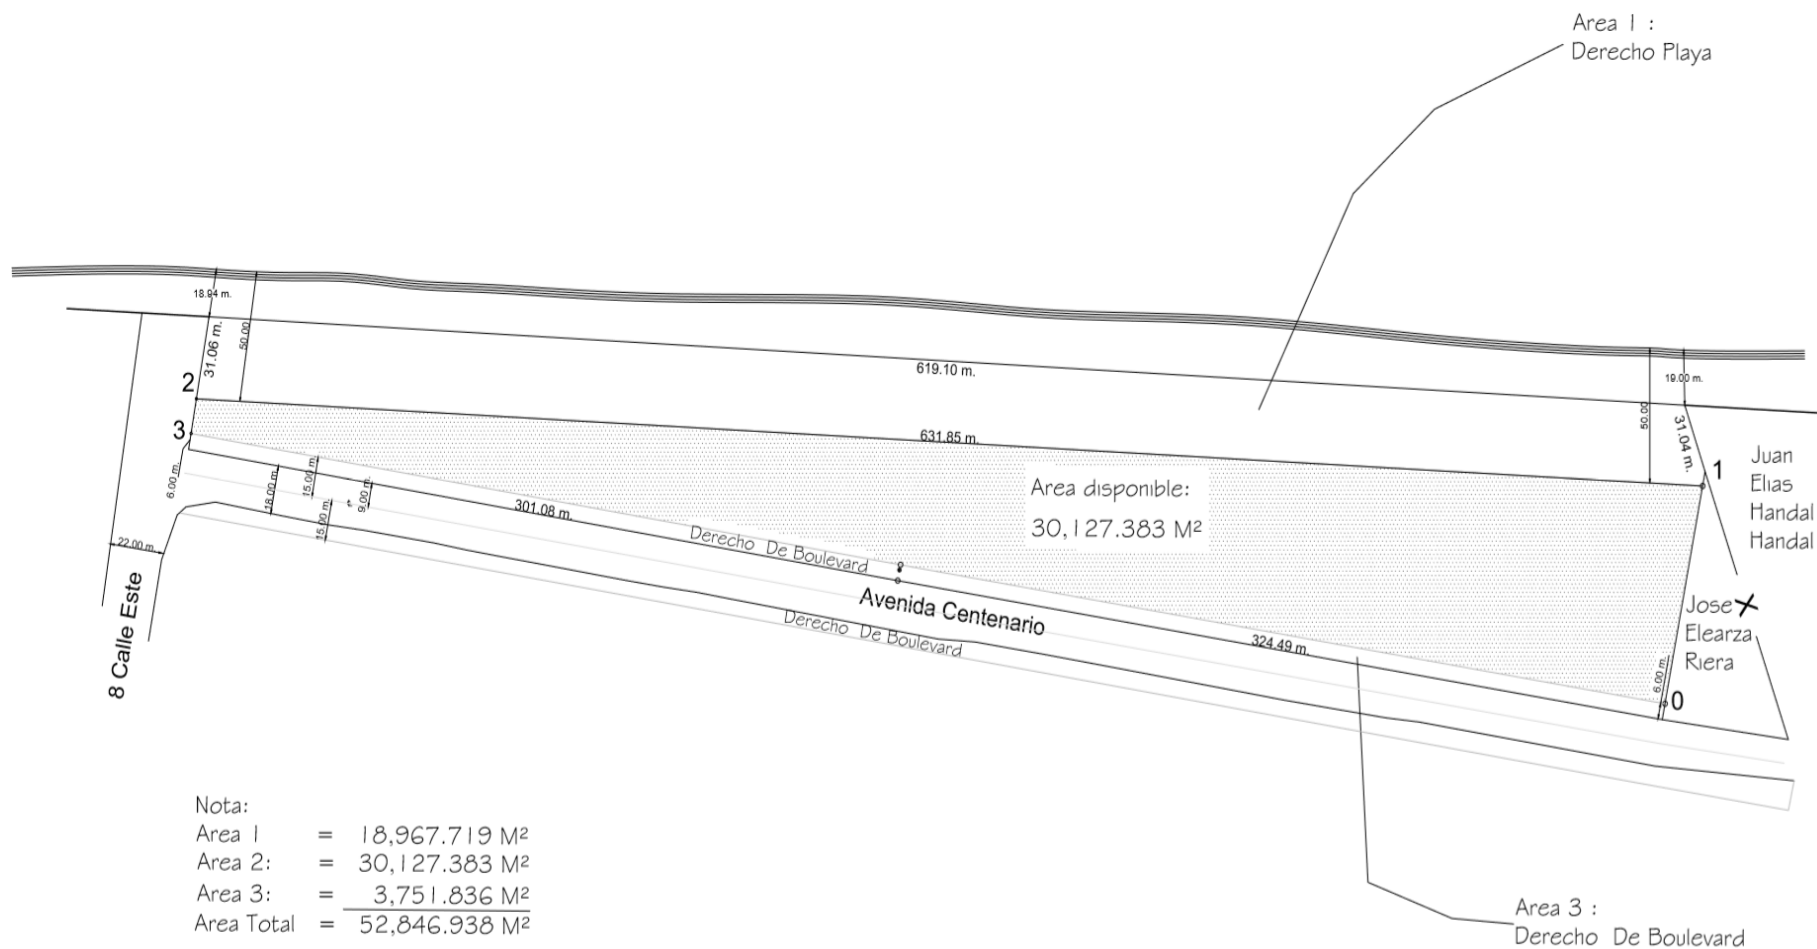 Area 1 :
Derecho Playa
18.94 m.
31.06 m.
50.00
619.10 m.
19.00 m.
50.00
31.04 m.
2
3
631.85 m.
1
Juan
Elias
Handal
Handal
Area disponible:
30,127.383 M²
6.00 m.
18.00 m.
15.00 m.
15.00 m.
9.00 m.
301.08 m.
Derecho De Boulevard
Avenida Centenario
Derecho De Boulevard
324.49 m.
22.00 m.
8 Calle Este
Jose
Elearza
Riera
6.00 m.
0
Nota:
Area 1 = 18,967.719 M²
Area 2: = 30,127.383 M²
Area 3: = 3,751.836 M²
Area Total = 52,846.938 M²
Area 3 :
Derecho De Boulevard